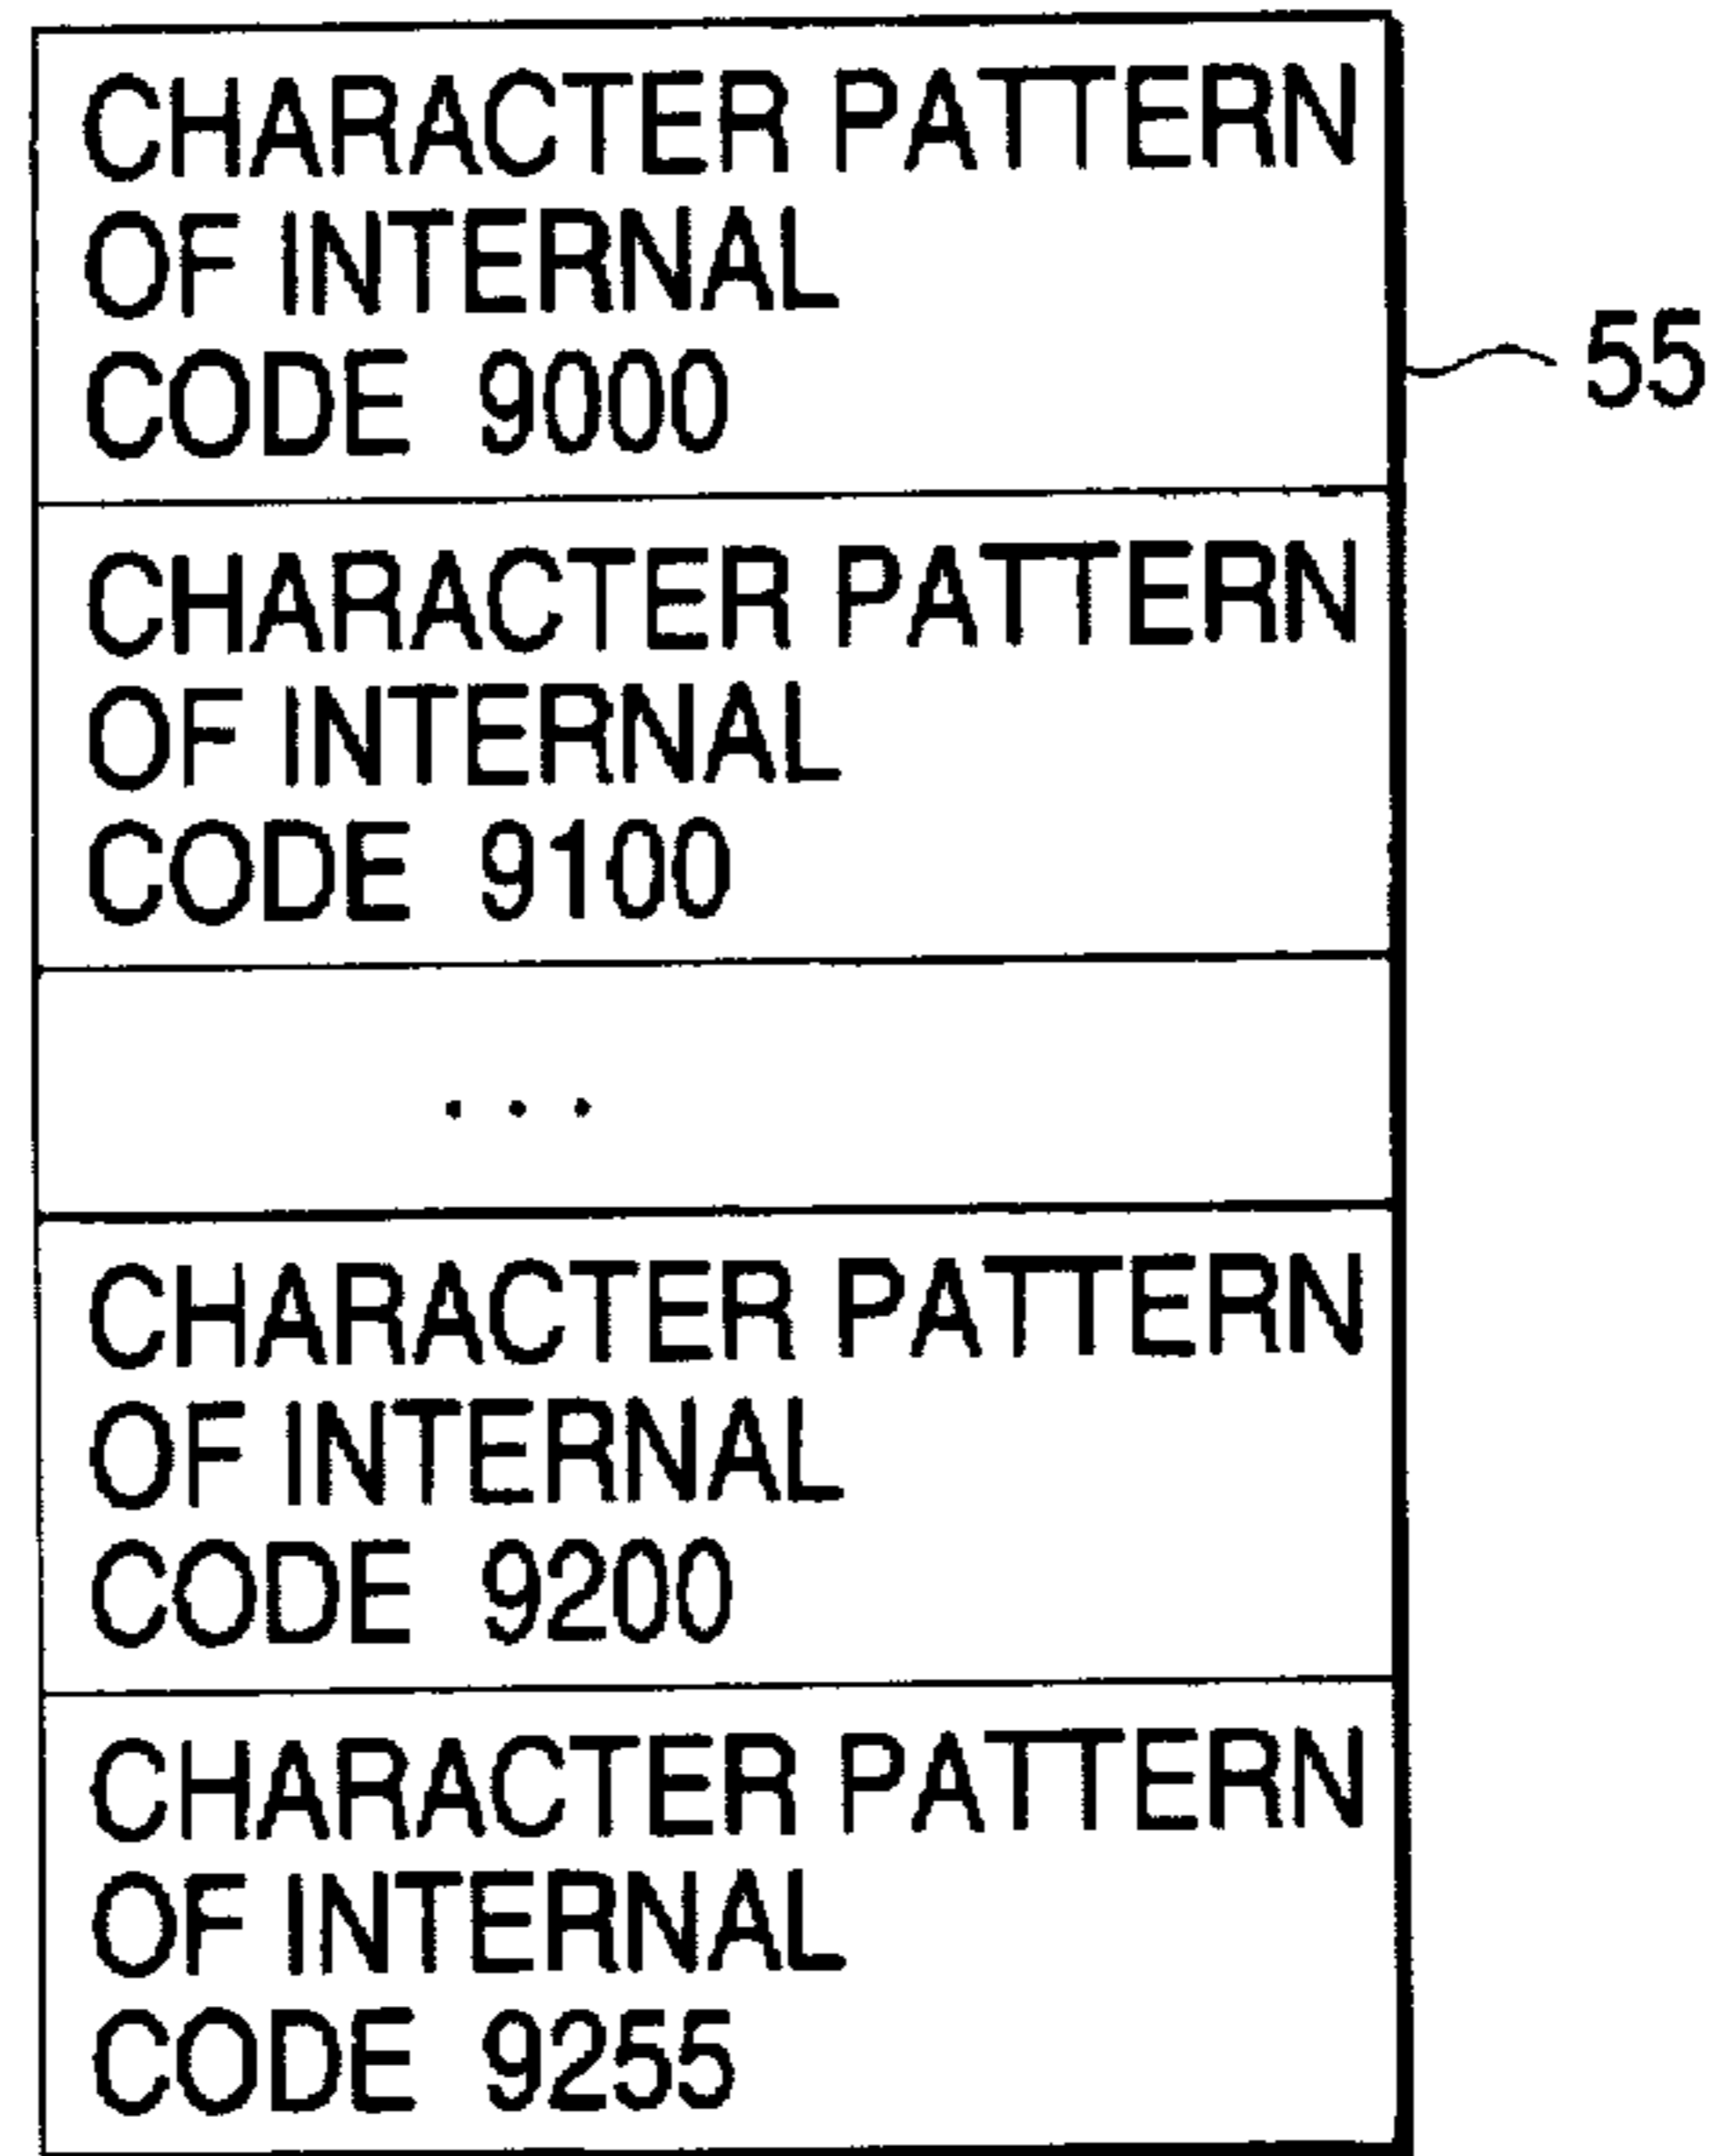 CHARACTER PATTERN
OF INTERNAL
CODE 9000
55
CHARACTER PATTERN
OF INTERNAL
CODE 9100
...
CHARACTER PATTERN
OF INTERNAL
CODE 9200
CHARACTER PATTERN
OF INTERNAL
CODE 9255